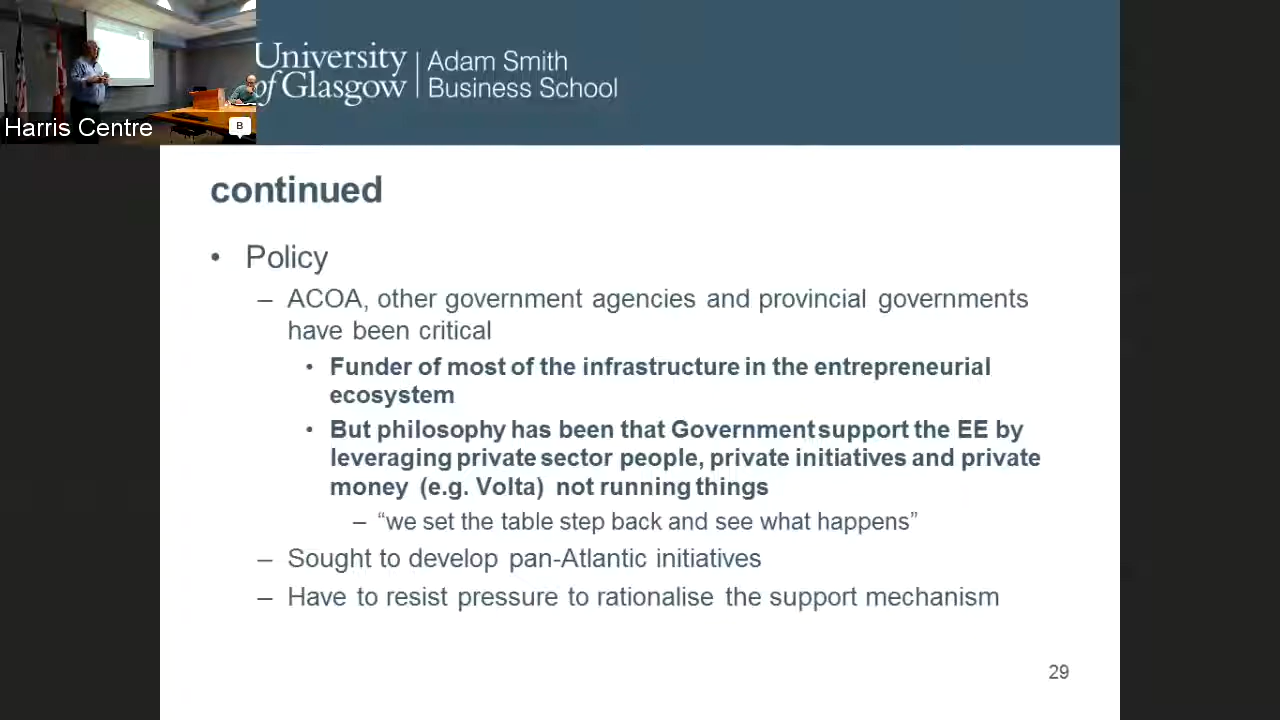 University
of Glasgow
Adam Smith
Business School
Harris Centre
B
continued
• Policy
– ACOA, other government agencies and provincial governments
have been critical
• Funder of most of the infrastructure in the entrepreneurial
ecosystem
• But philosophy has been that Government support the EE by
leveraging private sector people, private initiatives and private
money (e.g. Volta) not running things
– “we set the table step back and see what happens”
– Sought to develop pan-Atlantic initiatives
– Have to resist pressure to rationalise the support mechanism
29